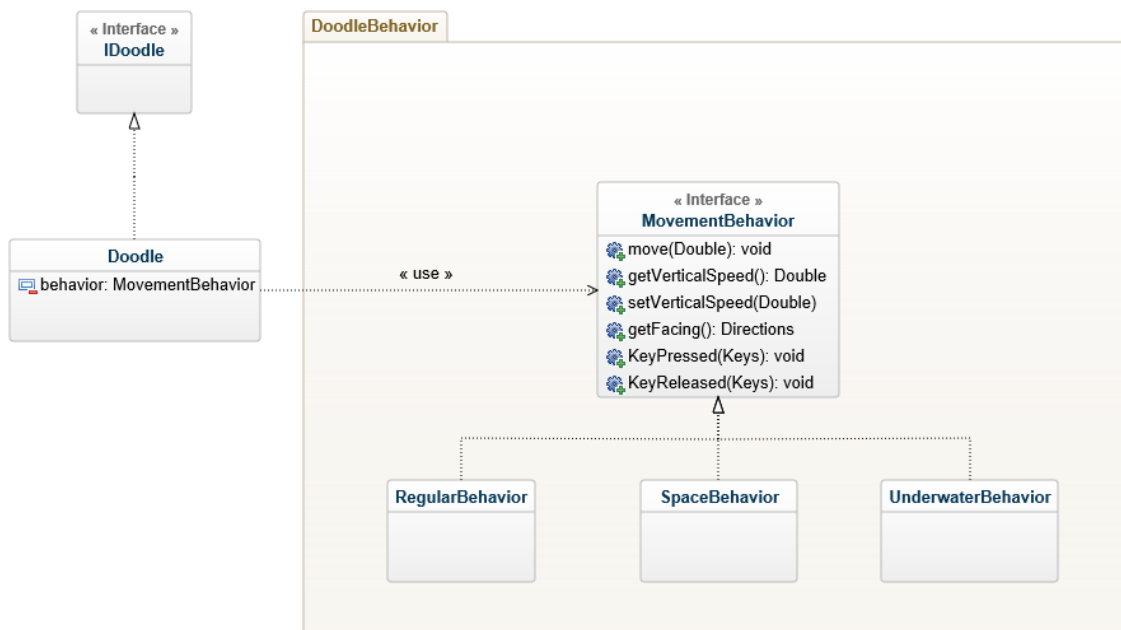 « Interface »
IDoodle
DoodleBehavior
« Interface »
MovementBehavior
move(Double): void
getVerticalSpeed(): Double
setVerticalSpeed(Double)
getFacing(): Directions
KeyPressed(Keys): void
KeyReleased(Keys): void
Doodle
behavior: MovementBehavior
« use »
RegularBehavior
SpaceBehavior
UnderwaterBehavior